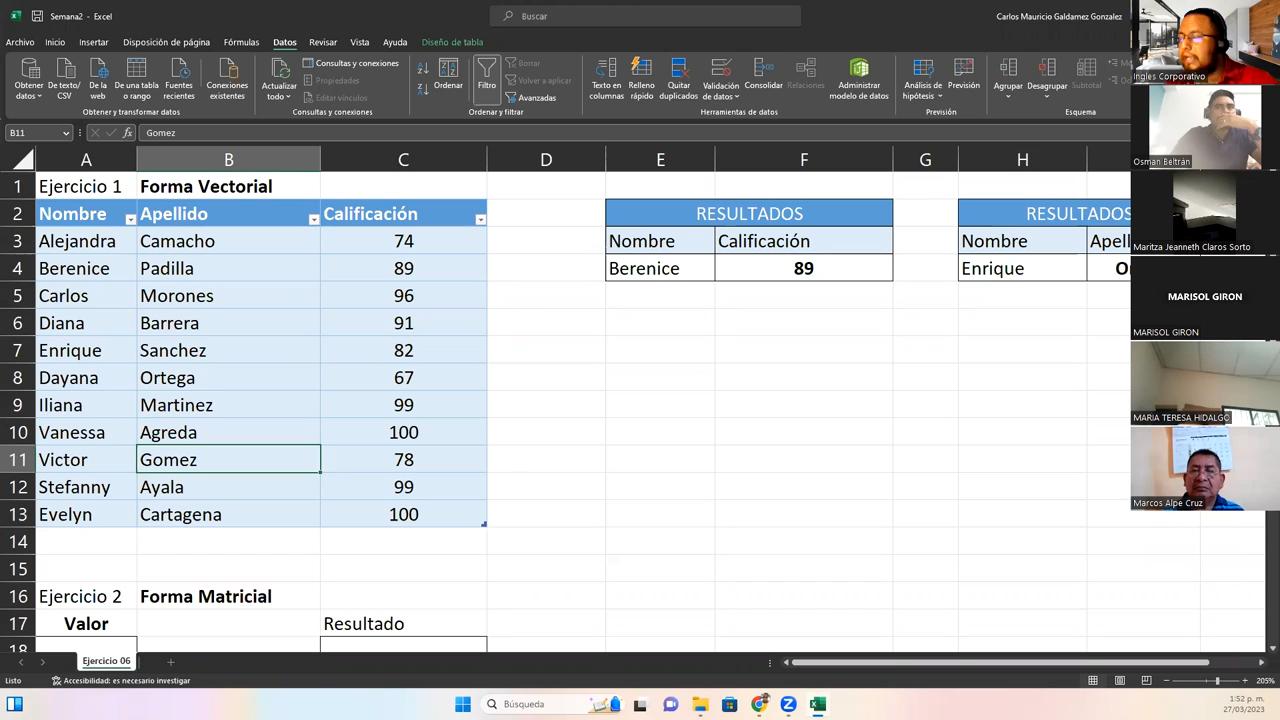 Semana2 - Excel
Buscar
Carlos Mauricio Galdamez Gonzalez
Archivo Inicio Insertar Disposición de página Fórmulas Datos Revisar Vista Ayuda Diseño de tabla
Obtener datos
De texto/CSV
De la web
De una tabla o rango
Fuentes recientes
Conexiones existentes
Obtener y transformar datos
Actualizar todo
Consultas y conexiones
Propiedades
Editar vínculos
Consultas y conexiones
Filtrar
Borrar
Volver a aplicar
Avanzadas
Ordenar y filtrar
Texto en columnas
Relleno rápido
Quitar duplicados
Validación de datos
Consolidar
Relaciones
Administrar modelo de datos
Herramientas de datos
Análisis de hipótesis
Previsión
Previsión
Agrupar
Desagrupar
Subtotal
Esquema
B11 fx Gomez
A B C D E F G H
1 Ejercicio 1 Forma Vectorial
2 Nombre Apellido Calificación RESULTADOS RESULTADOS
3 Alejandra Camacho 74 Nombre Calificación Nombre Apell
4 Berenice Padilla 89 Berenice 89 Enrique
5 Carlos Morones 96
6 Diana Barrera 91
7 Enrique Sanchez 82
8 Dayana Ortega 67
9 Iliana Martinez 99
10 Vanessa Agreda 100
11 Victor Gomez 78
12 Stefanny Ayala 99
13 Evelyn Cartagena 100
14
15
16 Ejercicio 2 Forma Matricial
17 Valor Resultado
18
Ejercicio 06
Listo
Accesibilidad: es necesario investigar
205%
Búsqueda
1:52 p. m.
27/03/2023
Ingles Corporativo
Osman Beltrán
Maritza Jeanneth Claros Sorto
MARISOL GIRON
MARISOL GIRON
MARIA TERESA HIDALGO
Marcos Alpe Cruz